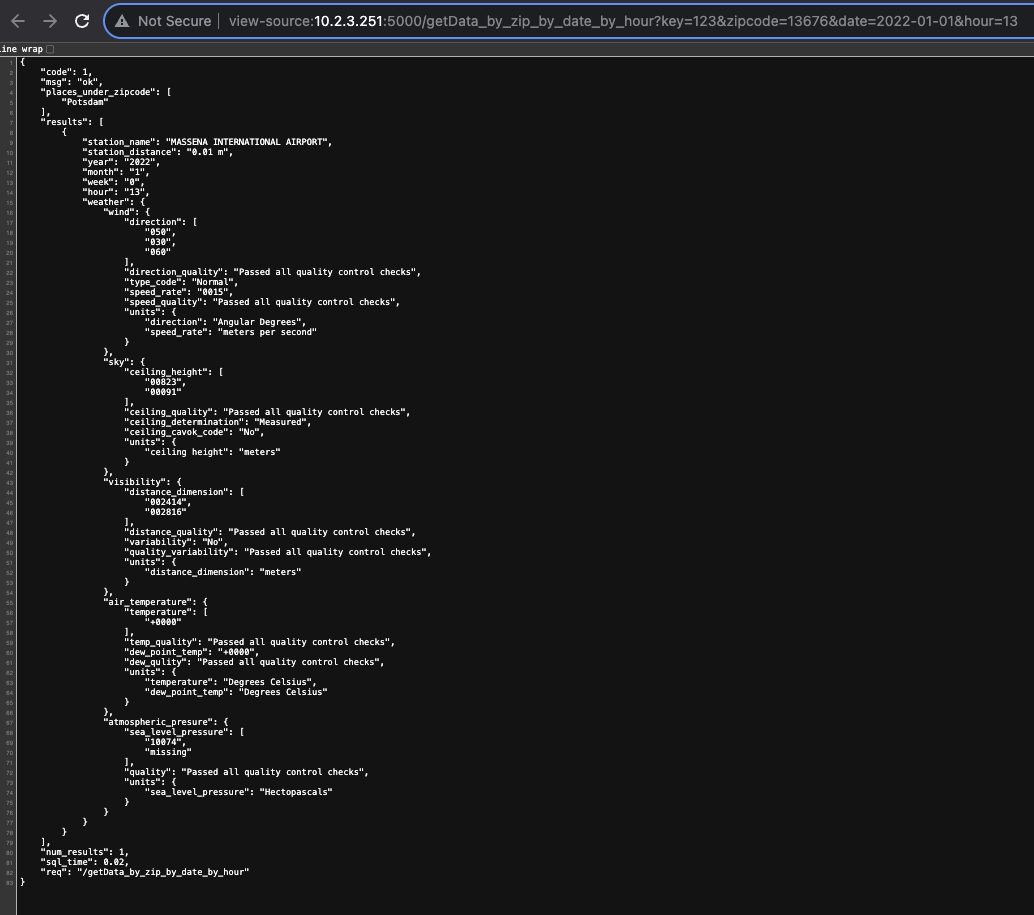 Not Secure | view-source:10.2.3.251:5000/getData_by_zip_by_date_by_hour?key=123&zipcode=13676&date=2022-01-01&hour=13
ine wrap
1 {
2 "code": 1,
3 "msg": "ok",
4 "places_under_zipcode": [
5 "Potsdam"
6 ],
7 "results": [
8 {
9 "station_name": "MASSENA INTERNATIONAL AIRPORT",
10 "station_distance": "0.01 m",
11 "year": "2022",
12 "month": "1",
13 "week": "0",
14 "hour": "13",
15 "weather": {
16 "wind": {
17 "direction": [
18 "050",
19 "030",
20 "060"
21 ],
22 "direction_quality": "Passed all quality control checks",
23 "type_code": "Normal",
24 "speed_rate": "0015",
25 "speed_quality": "Passed all quality control checks",
26 "units": {
27 "direction": "Angular Degrees",
28 "speed_rate": "meters per second"
29 }
30 },
31 "sky": {
32 "ceiling_height": [
33 "00823",
34 "00091"
35 ],
36 "ceiling_quality": "Passed all quality control checks",
37 "ceiling_determination": "Measured",
38 "ceiling_cavok_code": "No",
39 "units": {
40 "ceiling height": "meters"
41 }
42 },
43 "visibility": {
44 "distance_dimension": [
45 "002414",
46 "002816"
47 ],
48 "distance_quality": "Passed all quality control checks",
49 "variability": "No",
50 "quality_variability": "Passed all quality control checks",
51 "units": {
52 "distance_dimension": "meters"
53 }
54 },
55 "air_temperature": {
56 "temperature": [
57 "+0000"
58 ],
59 "temp_quality": "Passed all quality control checks",
60 "dew_point_temp": "+0000",
61 "dew_qulity": "Passed all quality control checks",
62 "units": {
63 "temperature": "Degrees Celsius",
64 "dew_point_temp": "Degrees Celsius"
65 }
66 },
67 "atmospheric_presure": {
68 "sea_level_pressure": [
69 "10074",
70 "missing"
71 ],
72 "quality": "Passed all quality control checks",
73 "units": {
74 "sea_level_pressure": "Hectopascals"
75 }
76 }
77 }
78 }
79 ],
80 "num_results": 1,
81 "sql_time": 0.02,
82 "req": "/getData_by_zip_by_date_by_hour"
83 }